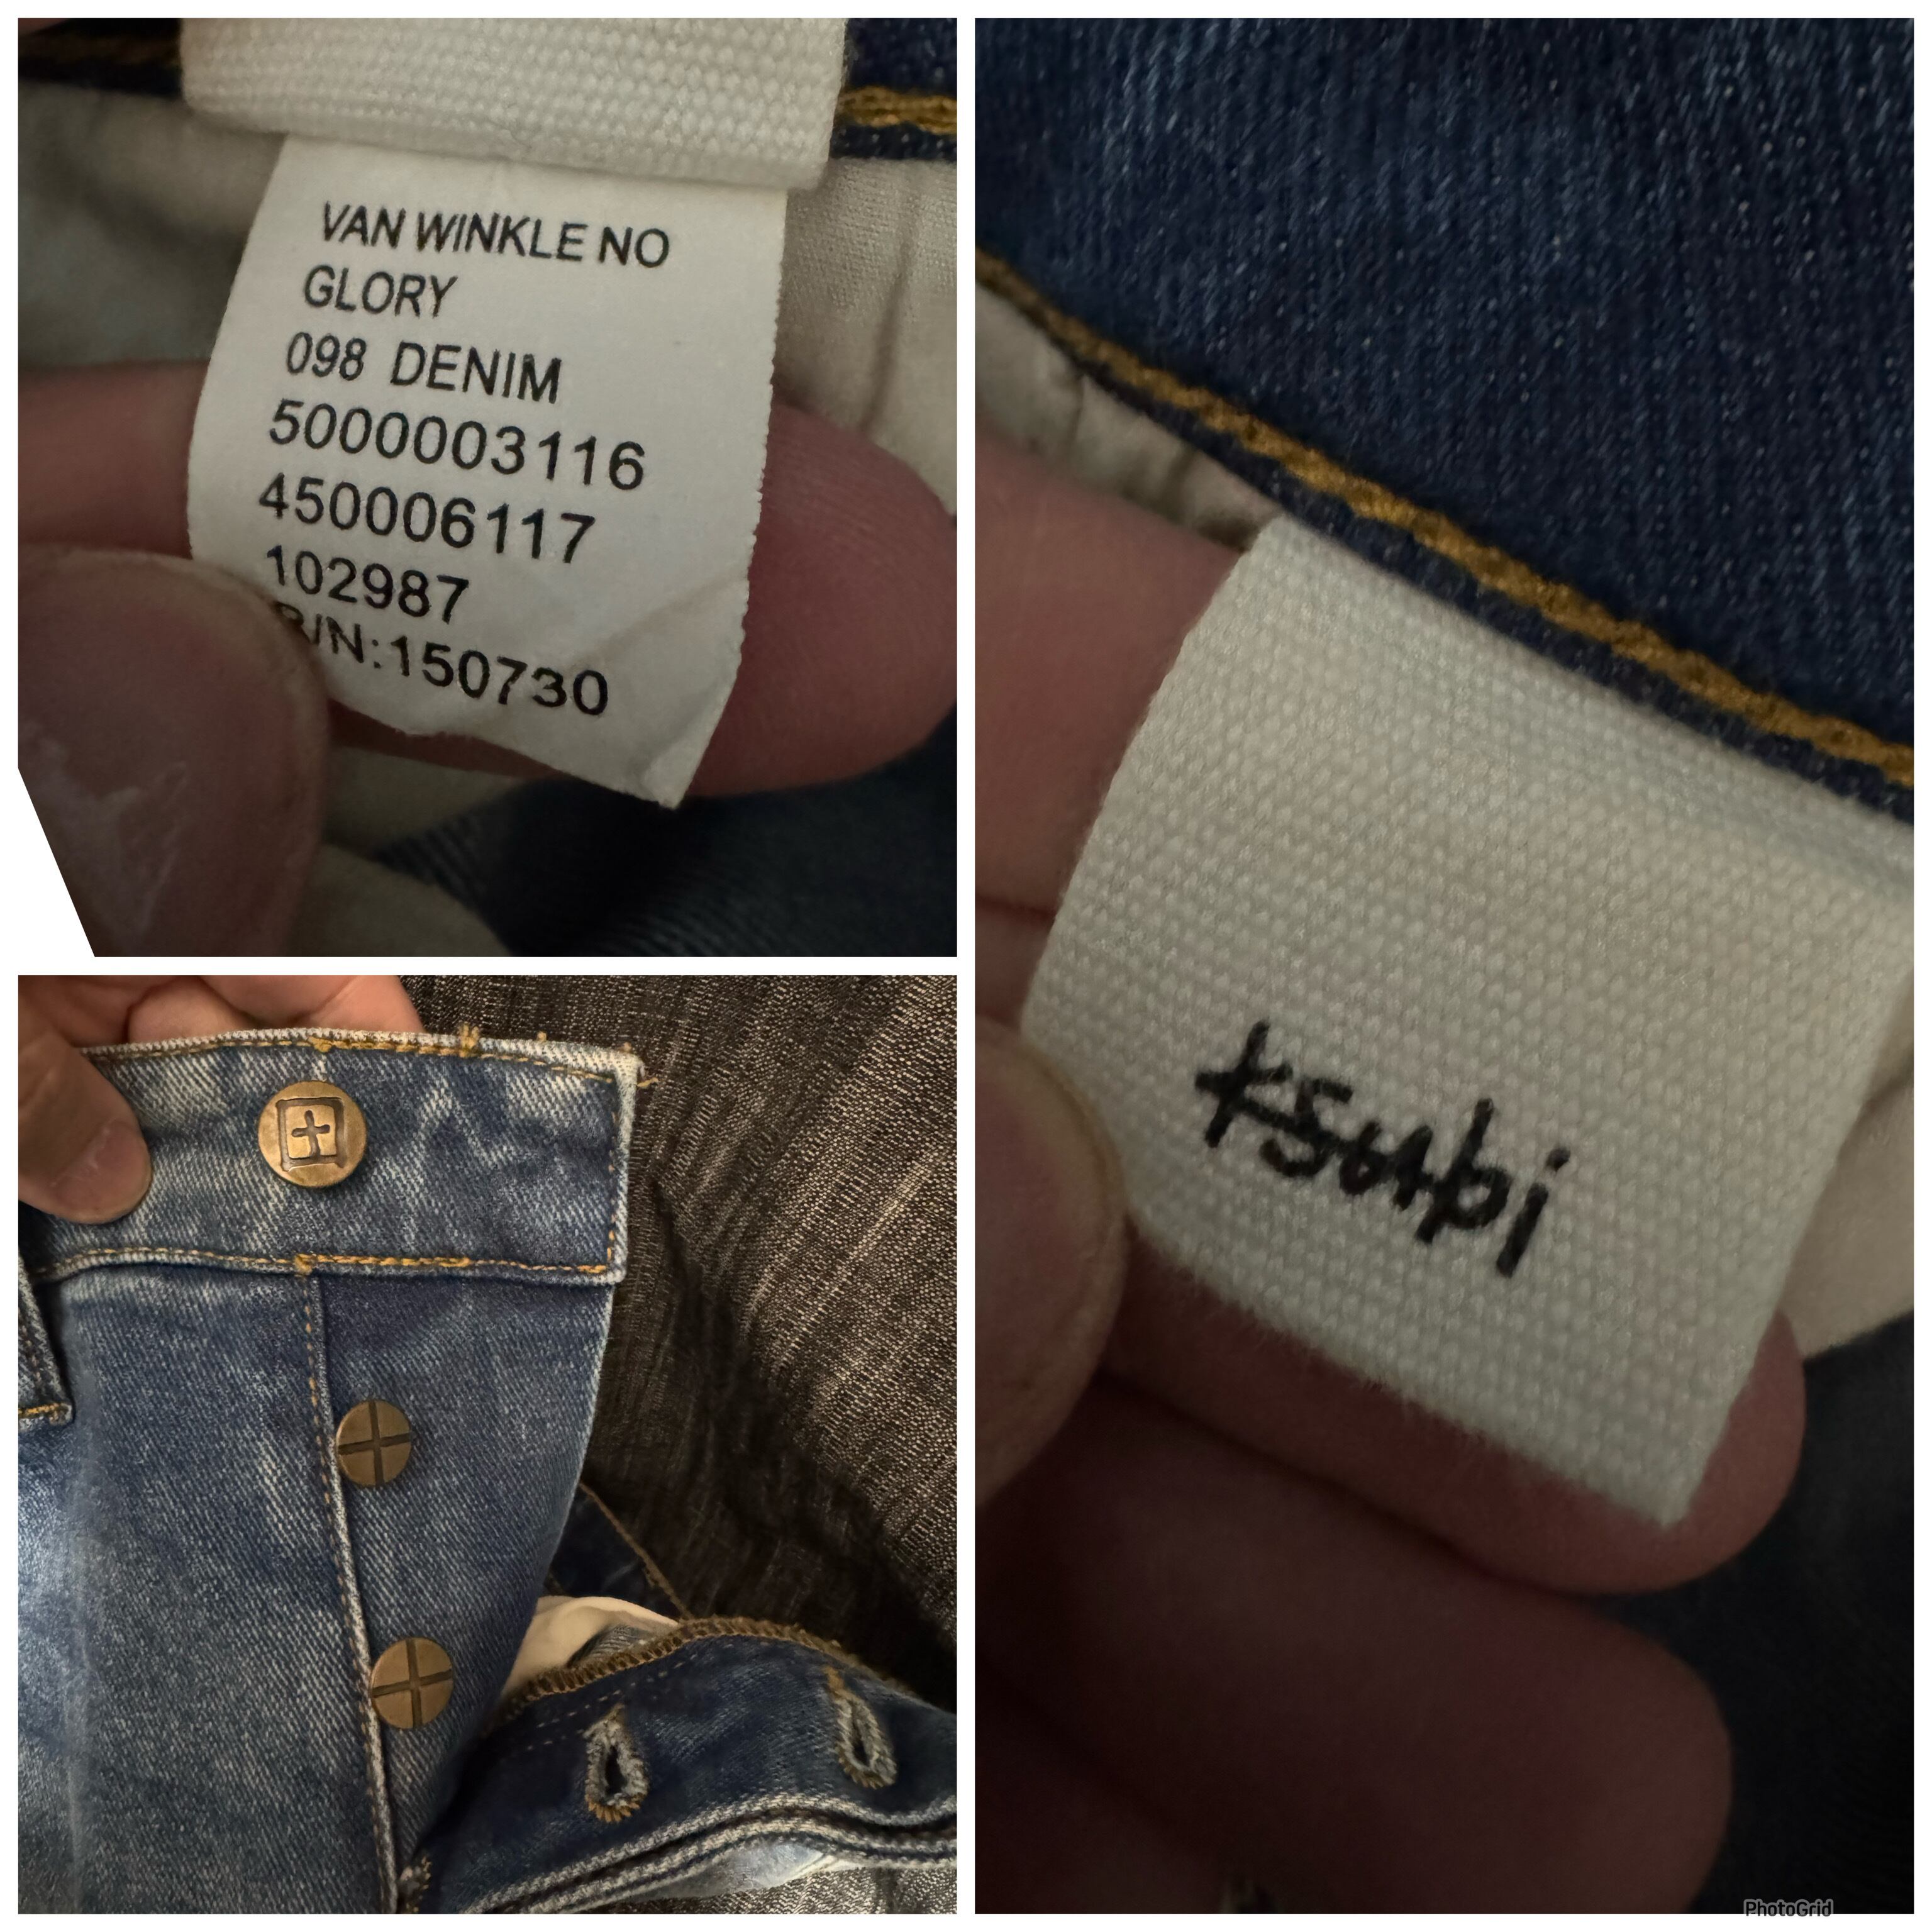 VAN WINKLE NO
GLORY
098 DENIM
5000003116
450006117
102987
B/N:150730
ksubi
PhotoGrid